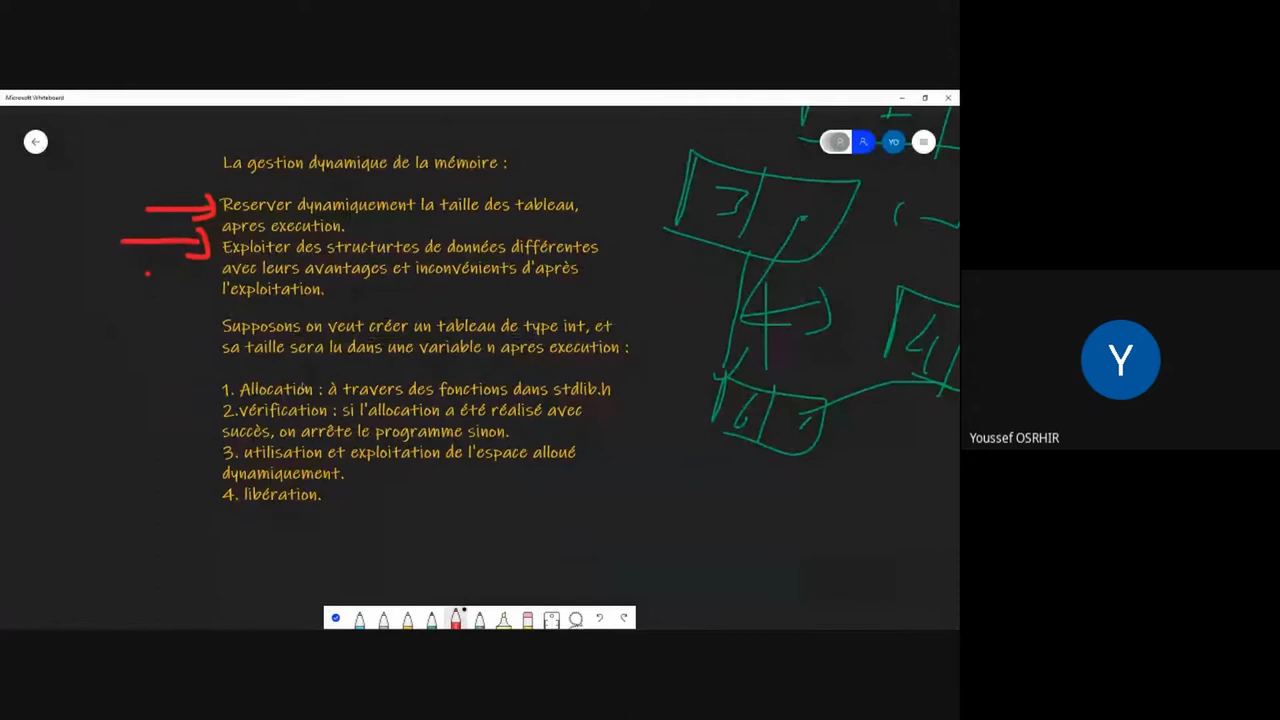 Microsoft Whiteboard
La gestion dynamique de la mémoire :
Reserver dynamiquement la taille des tableau,
apres execution.
Exploiter des structurtes de données différentes
avec leurs avantages et inconvénients d'après
l'exploitation.
Supposons on veut créer un tableau de type int, et
sa taille sera lu dans une variable n apres execution :
1. Allocation : à travers des fonctions dans stdlib.h
2.vérification : si l'allocation a été réalisé avec
succès, on arrête le programme sinon.
3. utilisation et exploitation de l'espace alloué
dynamiquement.
4. libération.
3
4
6
YO
Y
Youssef OSRHIR